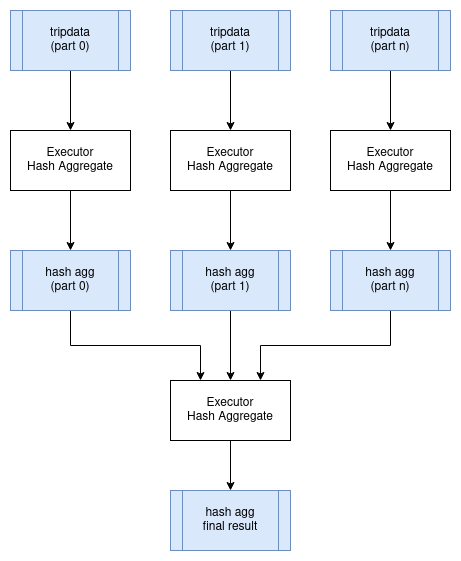 tripdata
(part 0)
tripdata
(part 1)
tripdata
(part n)
Executor
Hash Aggregate
Executor
Hash Aggregate
Executor
Hash Aggregate
hash agg
(part 0)
hash agg
(part 1)
hash agg
(part n)
Executor
Hash Aggregate
hash agg
final result